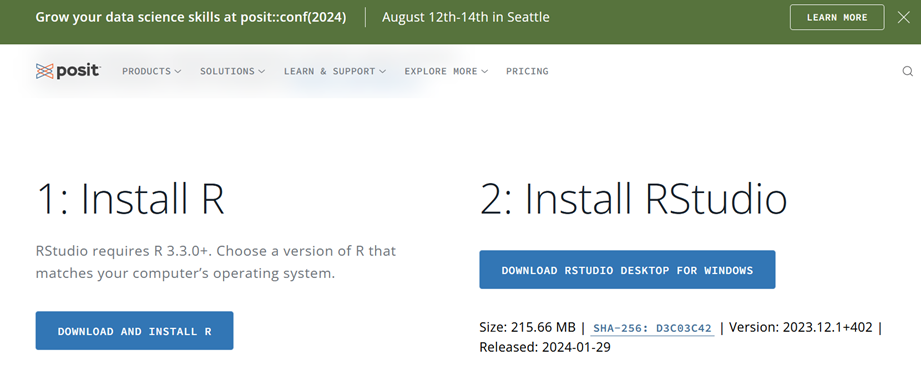 Grow your data science skills at posit::conf(2024) | August 12th-14th in Seattle
LEARN MORE
posit
PRODUCTS
SOLUTIONS
LEARN & SUPPORT
EXPLORE MORE
PRICING
1: Install R
RStudio requires R 3.3.0+. Choose a version of R that
matches your computer’s operating system.
DOWNLOAD AND INSTALL R
2: Install RStudio
DOWNLOAD RSTUDIO DESKTOP FOR WINDOWS
Size: 215.66 MB | SHA-256: D3C03C42 | Version: 2023.12.1+402 |
Released: 2024-01-29